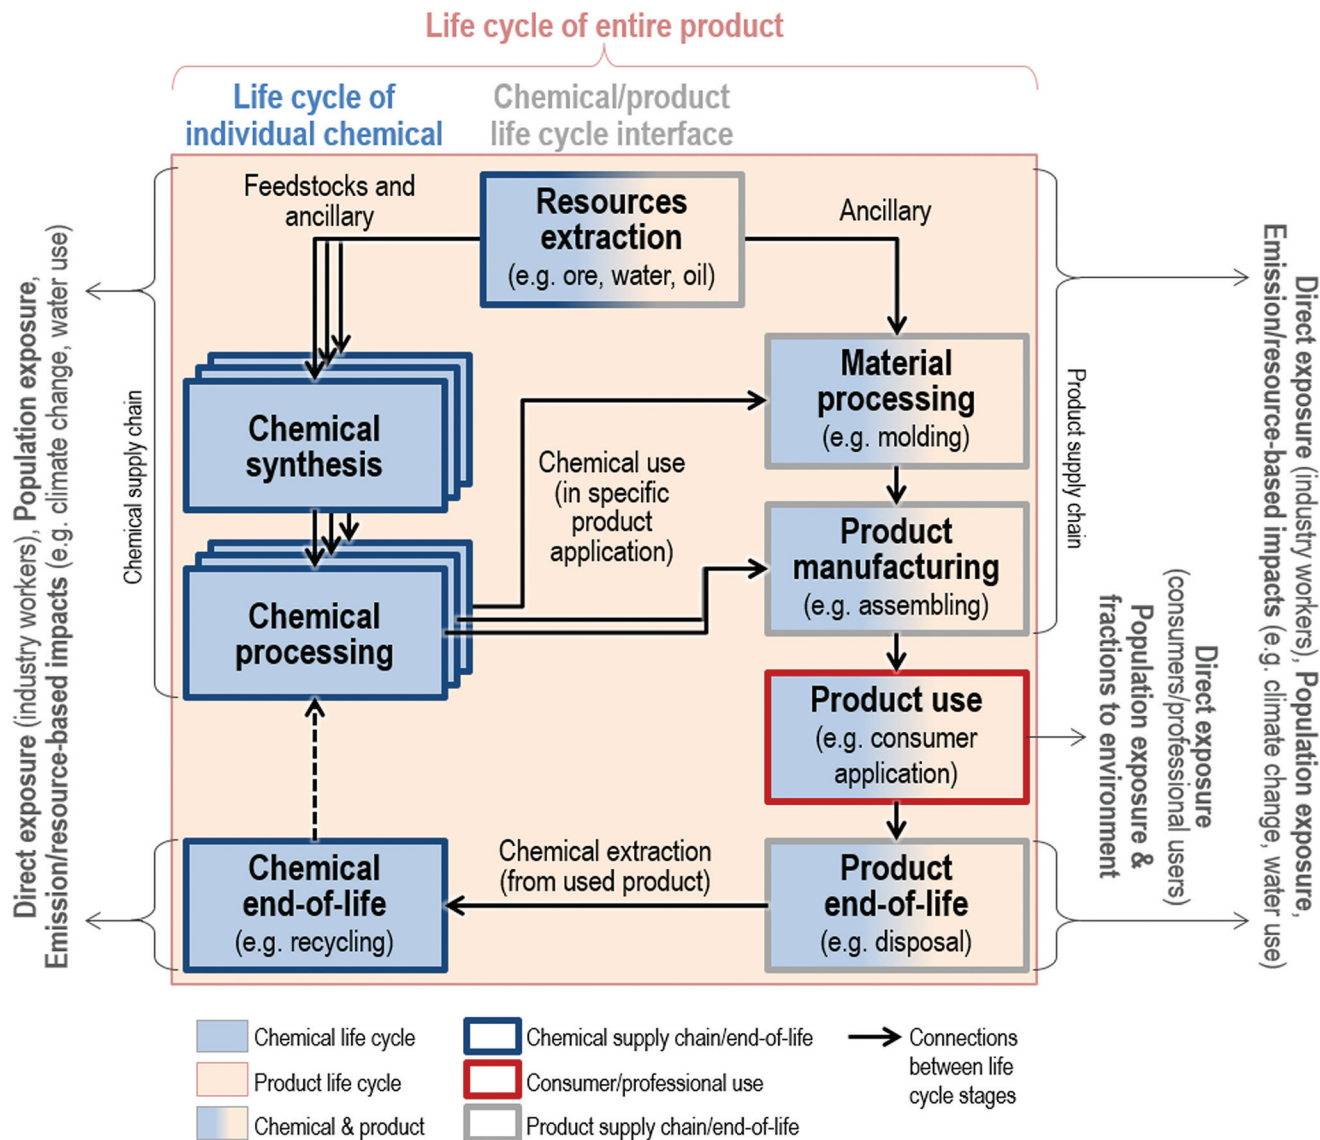 Life cycle of entire product
Life cycle of
individual chemical
Chemical/product
life cycle interface
Feedstocks and
ancillary
Resources
extraction
(e.g. ore, water, oil)
Ancillary
Chemical
synthesis
Material
processing
(e.g. molding)
Chemical use
(in specific
product
application)
Product
manufacturing
(e.g. assembling)
Chemical
processing
Product use
(e.g. consumer
application)
Chemical
end-of-life
(e.g. recycling)
Chemical extraction
(from used product)
Product
end-of-life
(e.g. disposal)
Direct exposure (industry workers), Population exposure,
Emission/resource-based impacts (e.g. climate change, water use)
Chemical supply chain
Product supply chain
Direct exposure
(consumers/professional users)
Population exposure &
fractions to environment
Direct exposure (industry workers), Population exposure,
Emission/resource-based impacts (e.g. climate change, water use)
Chemical life cycle
Product life cycle
Chemical & product
Chemical supply chain/end-of-life
Consumer/professional use
Product supply chain/end-of-life
Connections
between life
cycle stages